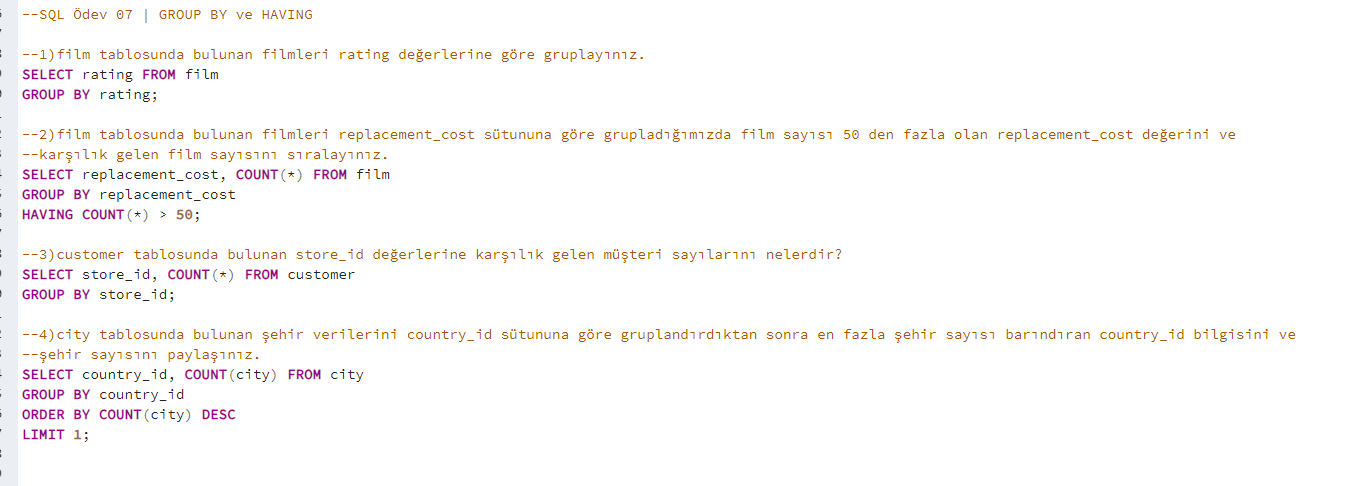 --SQL Ödev 07 | GROUP BY ve HAVING
--1)film tablosunda bulunan filmleri rating değerlerine göre gruplayınız.
SELECT rating FROM film
GROUP BY rating;
--2)film tablosunda bulunan filmleri replacement_cost sütununa göre grupladığımızda film sayısı 50 den fazla olan replacement_cost değerini ve
--karşılık gelen film sayısını sıralayınız.
SELECT replacement_cost, COUNT(*) FROM film
GROUP BY replacement_cost
HAVING COUNT(*) > 50;
--3)customer tablosunda bulunan store_id değerlerine karşılık gelen müşteri sayılarını nelerdir?
SELECT store_id, COUNT(*) FROM customer
GROUP BY store_id;
--4)city tablosunda bulunan şehir verilerini country_id sütununa göre gruplandırdıktan sonra en fazla şehir sayısı barındıran country_id bilgisini ve
--şehir sayısını paylaşınız.
SELECT country_id, COUNT(city) FROM city
GROUP BY country_id
ORDER BY COUNT(city) DESC
LIMIT 1;